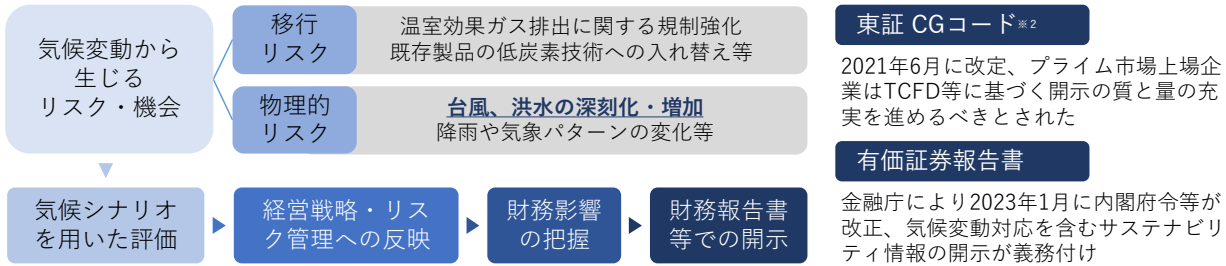 気候変動から
生じる
リスク・機会
移行
リスク
温室効果ガス排出に関する規制強化
既存製品の低炭素技術への入れ替え等
物理的
リスク
台風、洪水の深刻化・増加
降雨や気象パターンの変化等
気候シナリオ
を用いた評価
経営戦略・リス
ク管理への反映
財務影響
の把握
財務報告書
等での開示
東証 CGコード※2
2021年6月に改定、プライム市場上場企
業はTCFD等に基づく開示の質と量の充
実を進めるべきとされた
有価証券報告書
金融庁により2023年1月に内閣府令等が
改正、気候変動対応を含むサステナビリ
ティ情報の開示が義務付け